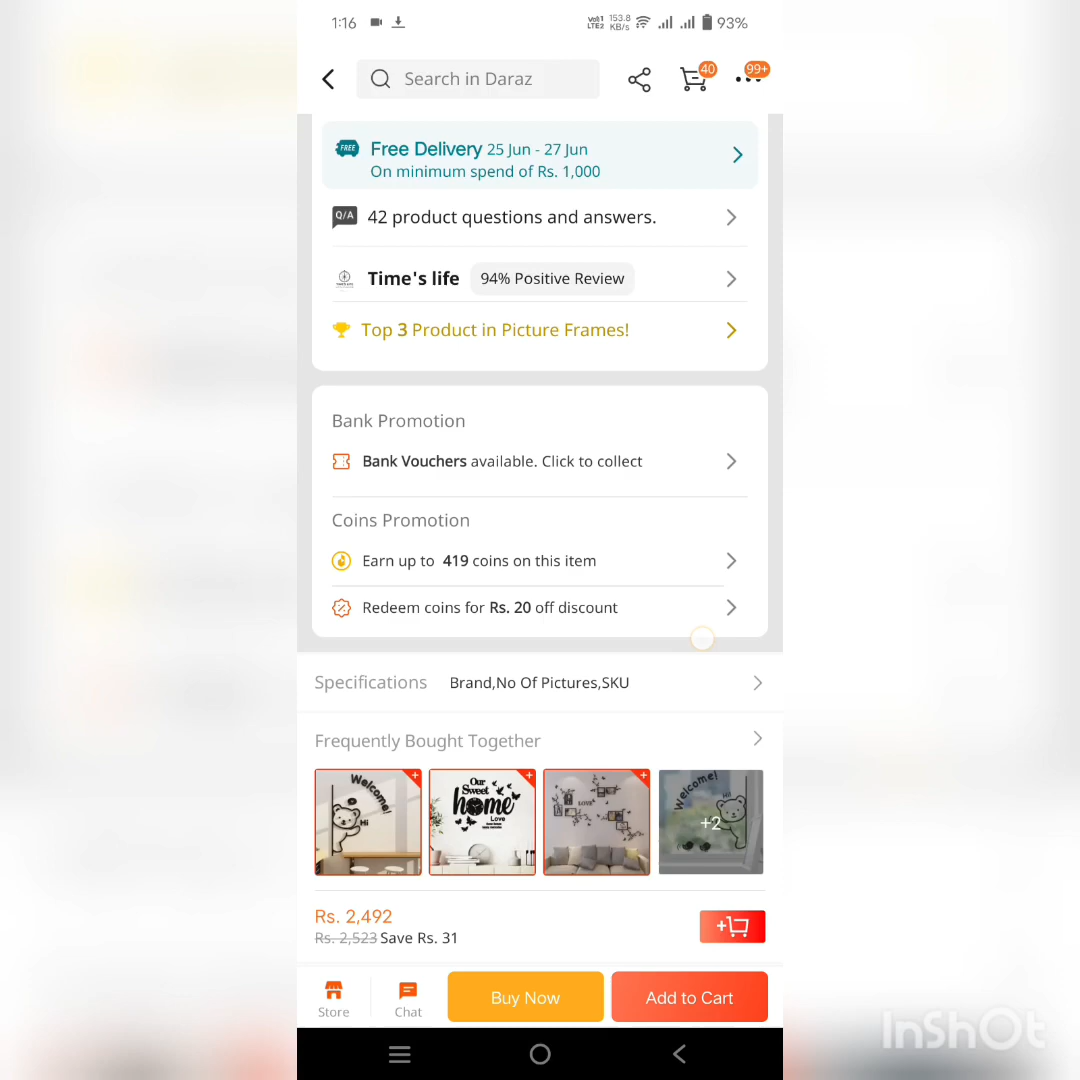 1:16 Vo1 LTE2 153.8 KB/s 93%
Search in Daraz 40 99+
FREE Free Delivery 25 Jun - 27 Jun
On minimum spend of Rs. 1,000
Q/A 42 product questions and answers.
Time's life 94% Positive Review
Top 3 Product in Picture Frames!
Bank Promotion
Bank Vouchers available. Click to collect
Coins Promotion
Earn up to 419 coins on this item
Redeem coins for Rs. 20 off discount
Specifications Brand,No Of Pictures,SKU
Frequently Bought Together
Welcome!
Hi
Our
Sweet
home
Love
LOVE
Welcome!
Hi
+2
Rs. 2,492
Rs. 2,523 Save Rs. 31
Store Chat Buy Now Add to Cart
InShOt